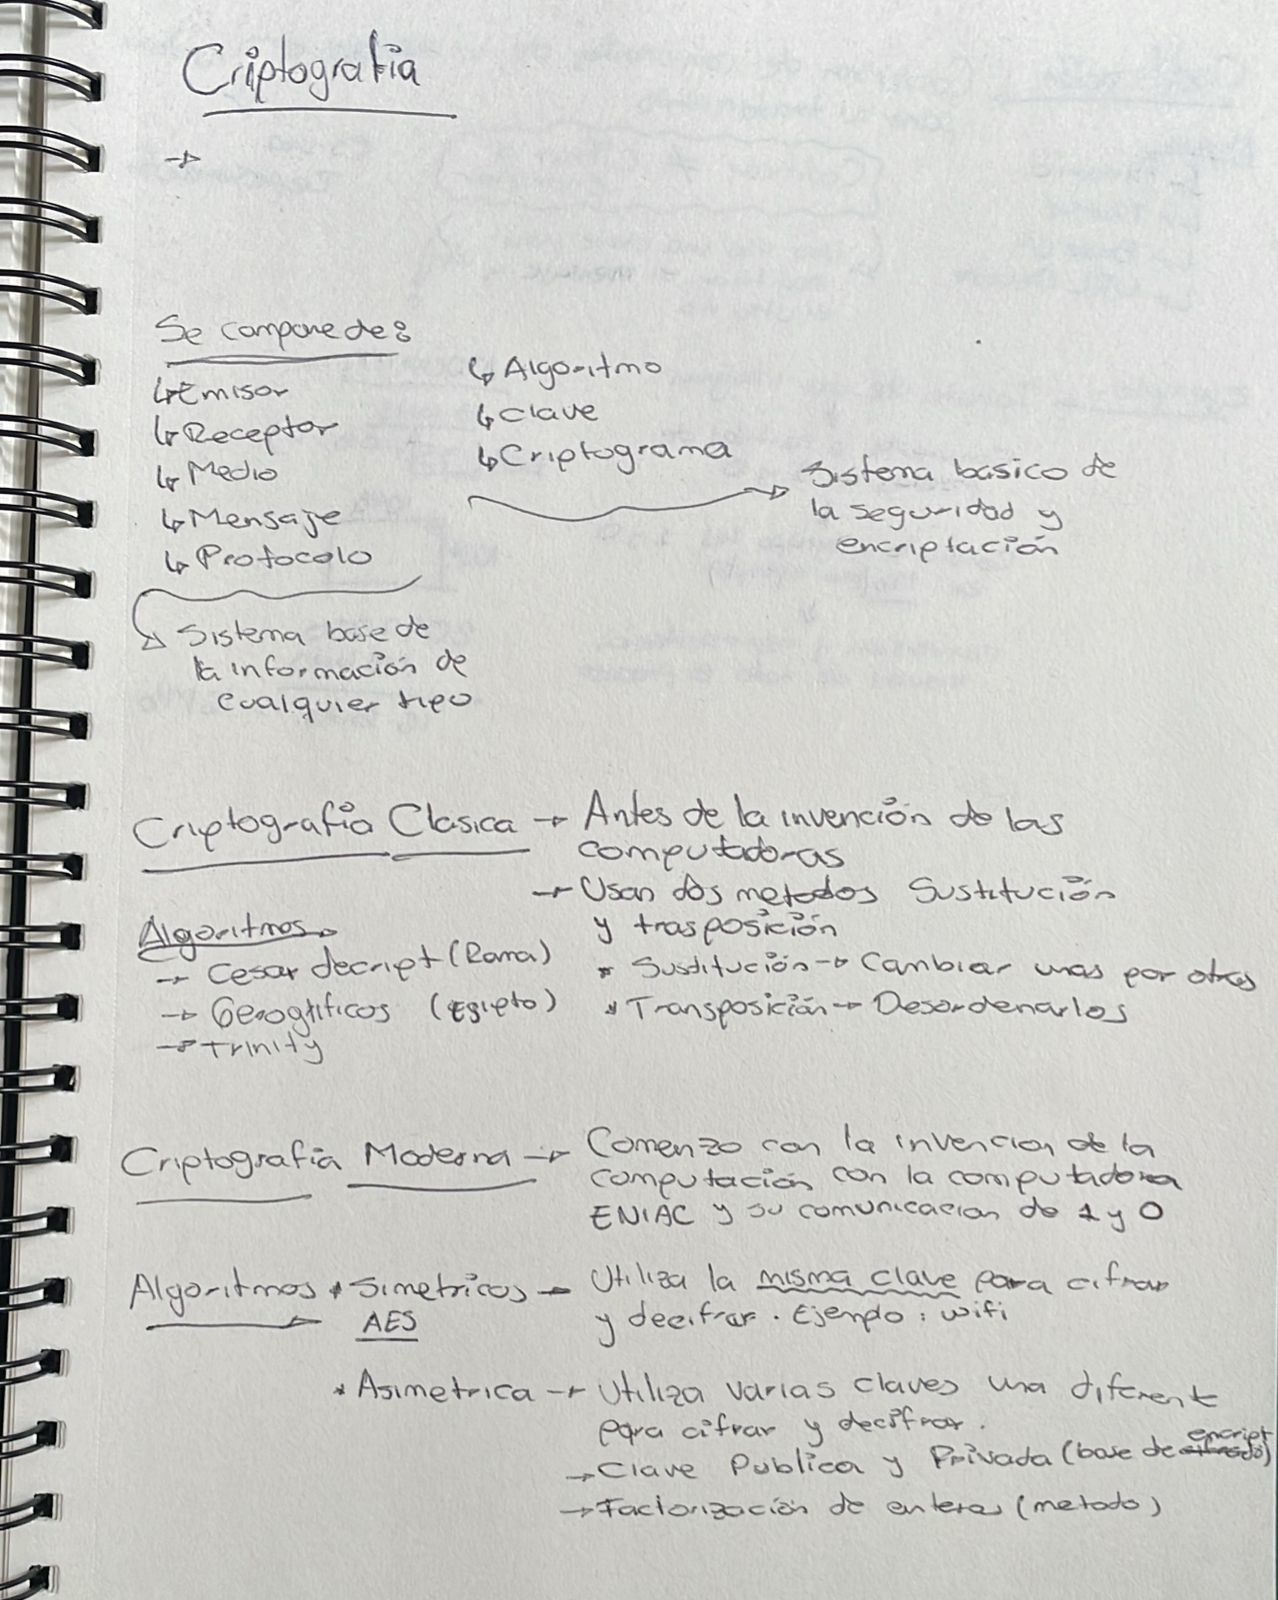 Criptografia
→
Se compone de:
↳ Emisor
↳ Receptor
↳ Medio
↳ Mensaje
↳ Protocolo
↳ Algoritmo
↳ Clave
↳ Criptograma
Sistema basico de
la seguridad y
encriptación
Sistema base de
la información de
cualquier tipo
Criptografia Clasica → Antes de la invención de las
computadoras
→ Usan dos metodos Sustitución
y trasposición
* Sustitución → Cambiar unas por otras
* Transposición → Desordenarlos
Algoritmos
→ Cesar decript (Roma)
→ Geroglificos (Egipto)
→ Trinity
Criptografia Moderna → Comenzo con la invencion de la
computación con la computadora
ENIAC y su comunicacion de 1 y 0
Algoritmos * Simetricos → Utiliza la misma clave para cifrar
AES
y decifrar. Ejemplo: wifi
* Asimetrica → Utiliza varias claves una diferente
para cifrar y decifrar.
→ Clave Publica y Privada (base de encript)
→ Factorización de enteros (metodo)